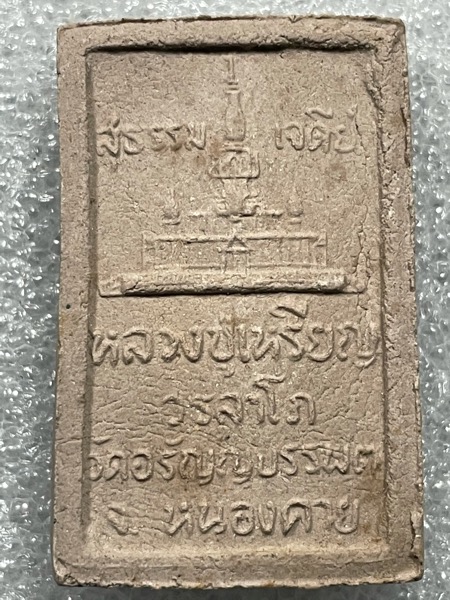 สุธรรม เจดีย์
หลวงปู่เหรียญ
วรลาโภ
วัดอรัญญบรรพต
จ. หนองคาย